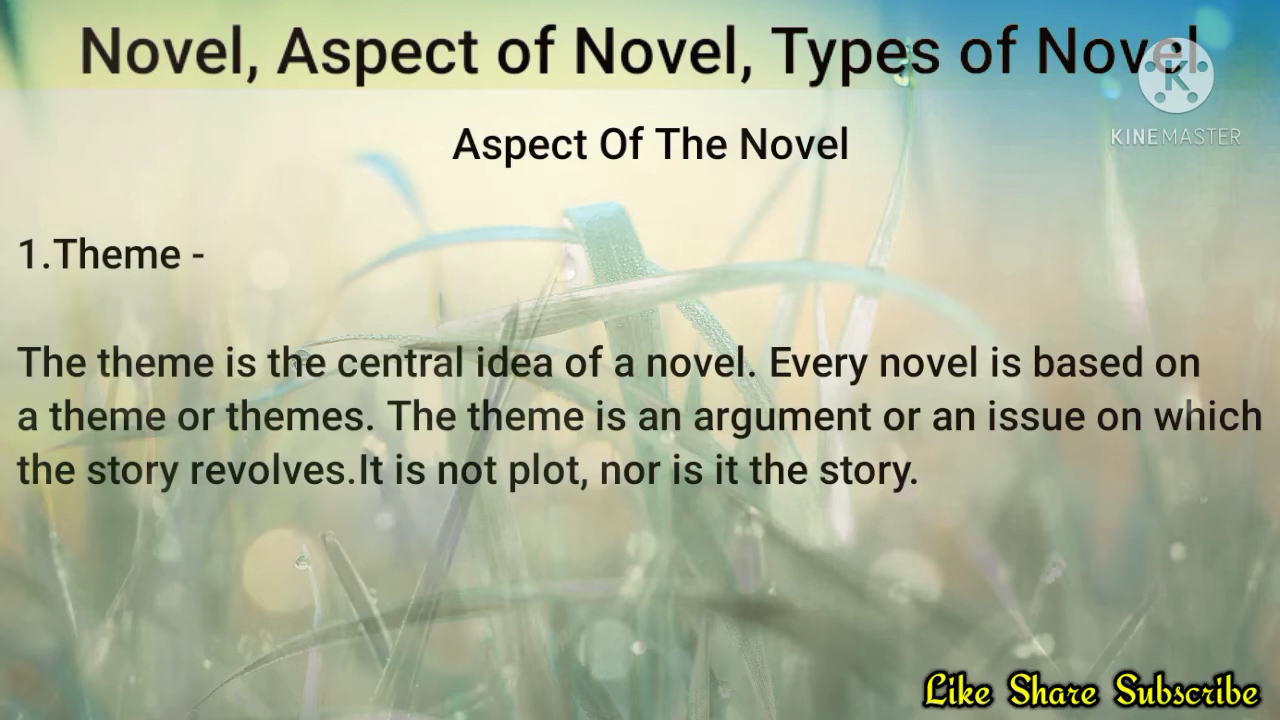 Novel, Aspect of Novel, Types of Novel
K
KINEMASTER
Aspect Of The Novel
1.Theme -
The theme is the central idea of a novel. Every novel is based on
a theme or themes. The theme is an argument or an issue on which
the story revolves.It is not plot, nor is it the story.
Like Share Subscribe